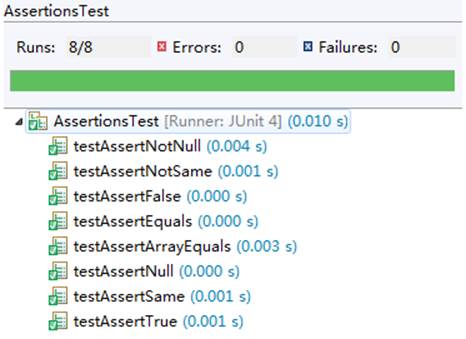 AssertionsTest
Runs: 8/8 Errors: 0 Failures: 0
AssertionsTest [Runner: JUnit 4] (0.010 s)
testAssertNotNull (0.004 s)
testAssertNotSame (0.001 s)
testAssertFalse (0.000 s)
testAssertEquals (0.000 s)
testAssertArrayEquals (0.003 s)
testAssertNull (0.000 s)
testAssertSame (0.001 s)
testAssertTrue (0.001 s)